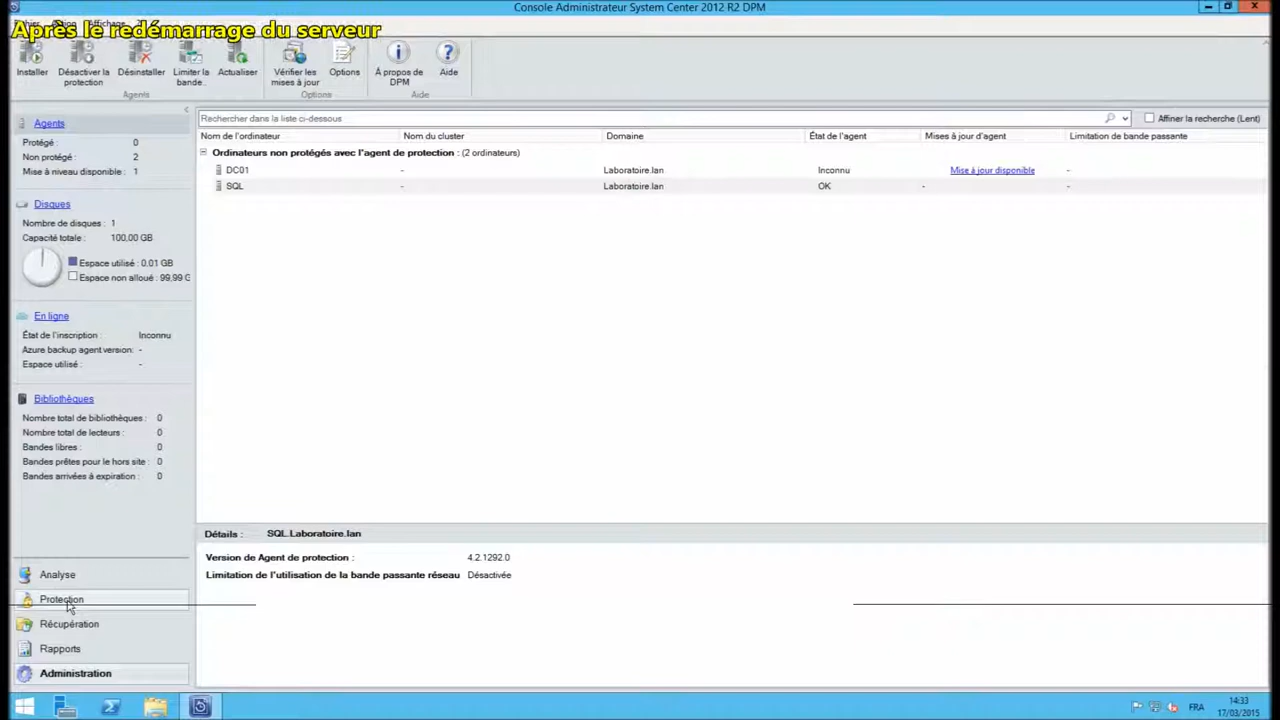 Console Administrateur System Center 2012 R2 DPM
Affichage
Après le redémarrage du serveur
Installer
Désactiver la protection
Désinstaller
Limiter la bande..
Actualiser
Vérifier les mises à jour
Options
À propos de DPM
Aide
Agents
Options
Aide
Rechercher dans la liste ci-dessous
Affiner la recherche (Lent)
Agents
Protégé : 0
Non protégé : 2
Mise à niveau disponible : 1
Disques
Nombre de disques : 1
Capacité totale : 100,00 GB
Espace utilisé : 0.01 GB
Espace non alloué : 99,99 G
En ligne
État de l'inscription : Inconnu
Azure backup agent version: -
Espace utilisé : -
Bibliothèques
Nombre total de bibliothèques : 0
Nombre total de lecteurs : 0
Bandes libres : 0
Bandes prêtes pour le hors site : 0
Bandes arrivées à expiration : 0
Analyse
Protection
Récupération
Rapports
Administration
Nom de l'ordinateur Nom du cluster Domaine État de l'agent Mises à jour d'agent Limitation de bande passante
Ordinateurs non protégés avec l'agent de protection : (2 ordinateurs)
DC01 - Laboratoire.lan Inconnu Mise à jour disponible -
SQL - Laboratoire.lan OK - -
Détails : SQL.Laboratoire.lan
Version de Agent de protection : 4.2.1292.0
Limitation de l'utilisation de la bande passante réseau Désactivée
FRA
14:33
17/03/2015